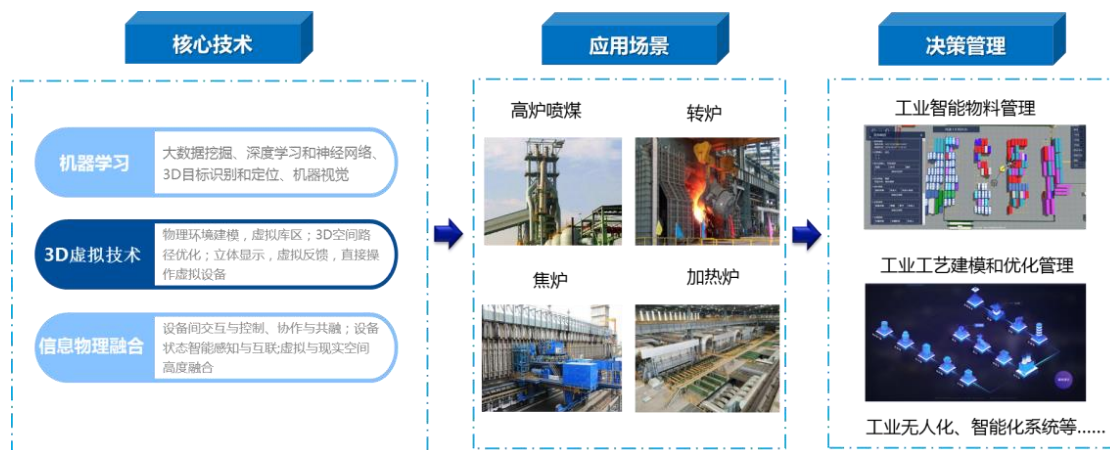 核心技术
应用场景
决策管理
机器学习
大数据挖掘、深度学习和神经网络、
3D目标识别和定位、机器视觉
3D虚拟技术
物理环境建模，虚拟库区；3D空间路
径优化；立体显示，虚拟反馈，直接操
作虚拟设备
信息物理融合
设备间交互与控制、协作与共融；设备
状态智能感知与互联;虚拟与现实空间
高度融合
高炉喷煤
转炉
焦炉
加热炉
工业智能物料管理
工业工艺建模和优化管理
工业无人化、智能化系统等......